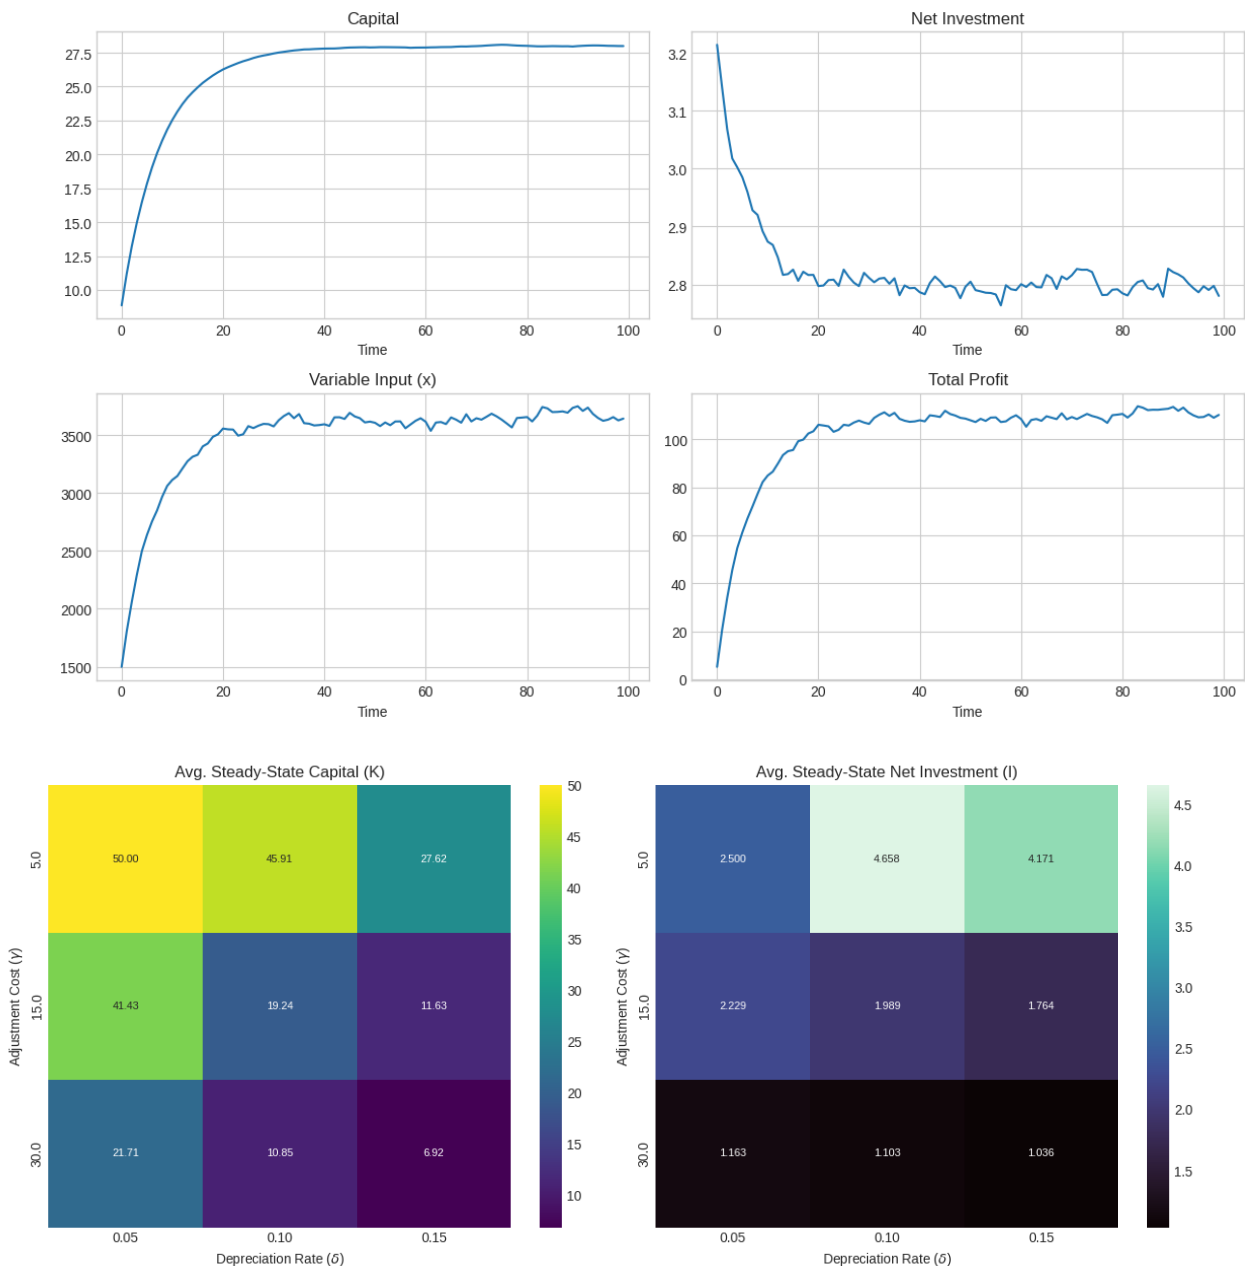 Capital
27.5
25.0
22.5
20.0
17.5
15.0
12.5
10.0
0 20 40 60 80 100
Time
Net Investment
3.2
3.1
3.0
2.9
2.8
0 20 40 60 80 100
Time
Variable Input (x)
3500
3000
2500
2000
1500
0 20 40 60 80 100
Time
Total Profit
100
80
60
40
20
0
0 20 40 60 80 100
Time
Avg. Steady-State Capital (K)
Adjustment Cost (γ)
5.0
50.00 45.91 27.62
15.0
41.43 19.24 11.63
30.0
21.71 10.85 6.92
0.05 0.10 0.15
Depreciation Rate (δ)
50
45
40
35
30
25
20
15
10
Avg. Steady-State Net Investment (I)
Adjustment Cost (γ)
5.0
2.500 4.658 4.171
15.0
2.229 1.989 1.764
30.0
1.163 1.103 1.036
0.05 0.10 0.15
Depreciation Rate (δ)
4.5
4.0
3.5
3.0
2.5
2.0
1.5